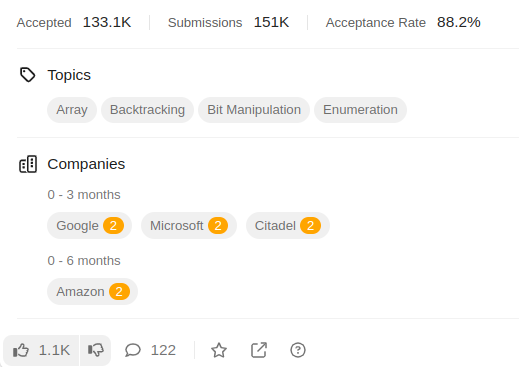 Accepted 133.1K Submissions 151K Acceptance Rate 88.2%
Topics
Array Backtracking Bit Manipulation Enumeration
Companies
0 - 3 months
Google 2 Microsoft 2 Citadel 2
0 - 6 months
Amazon 2
1.1K 122